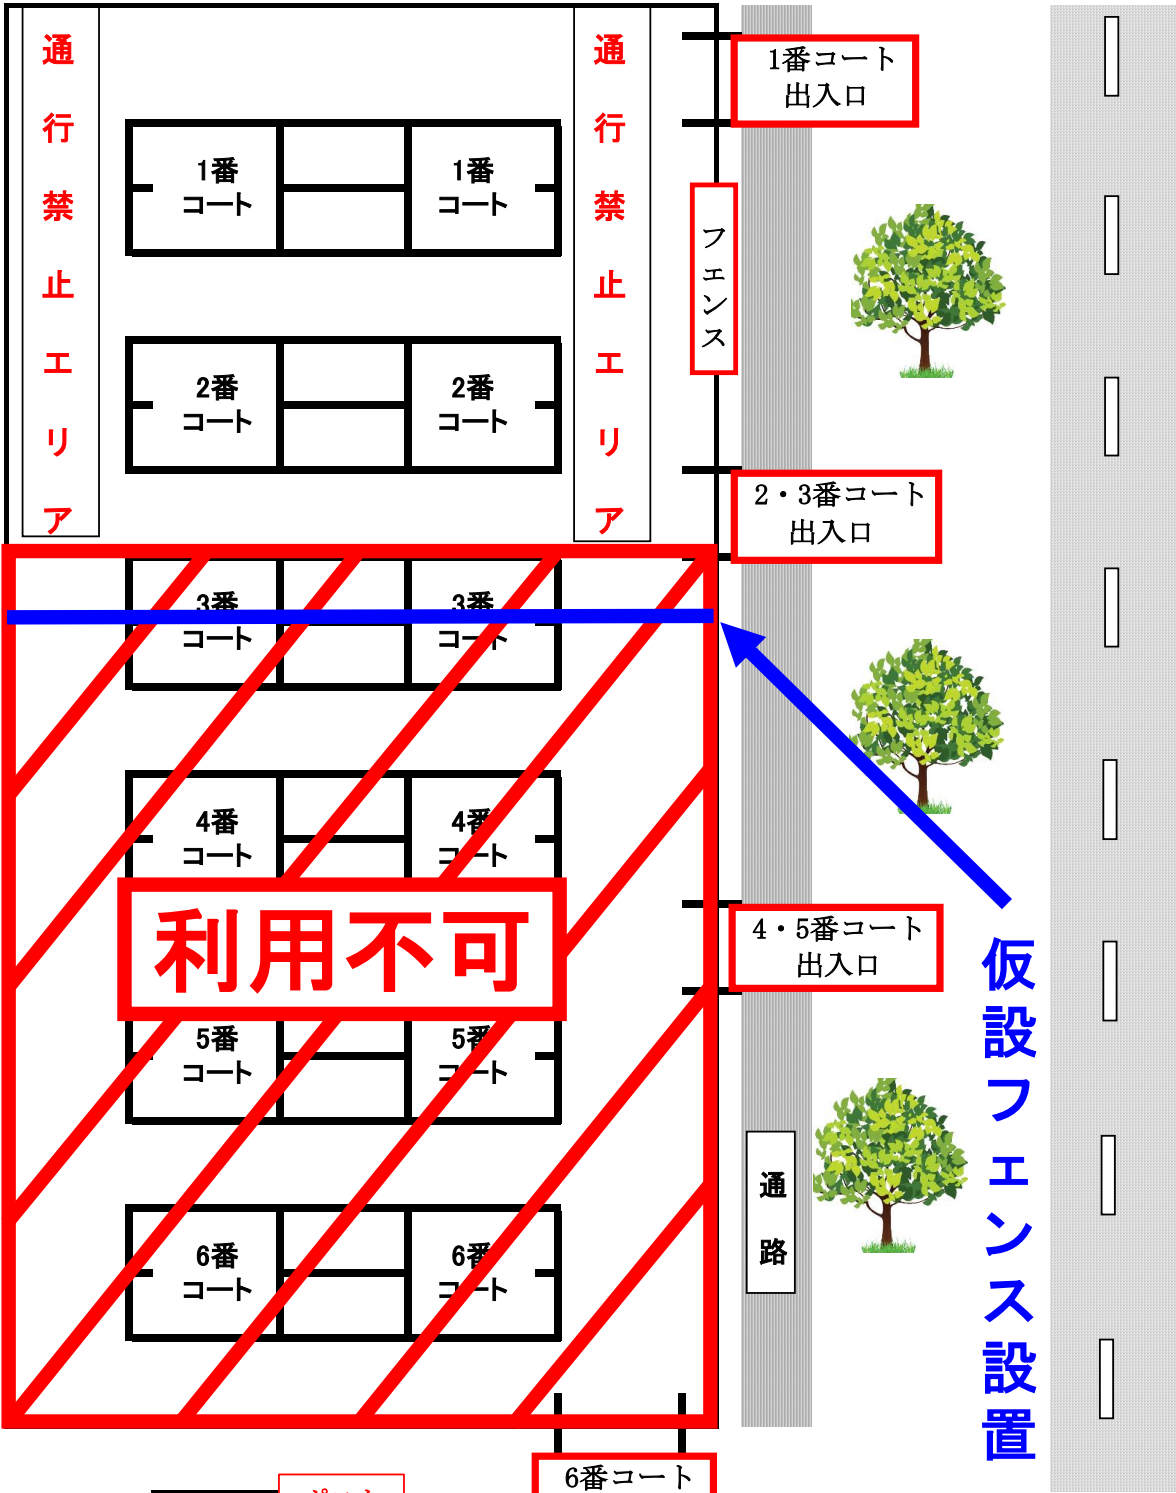 通行禁止エリア
通行禁止エリア
1番コート
出入口
1番
コート
1番
コート
フェンス
2番
コート
2番
コート
2・3番コート
出入口
3番
コート
3番
コート
4番
コート
4番
コート
利用不可
4・5番コート
出入口
仮設フェンス設置
5番
コート
5番
コート
通路
6番
コート
6番
コート
6番コート